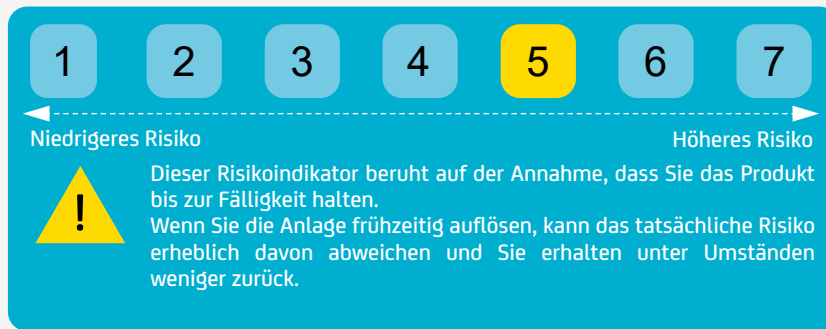 1 2 3 4 5 6 7
Niedrigeres Risiko Höheres Risiko
!
Dieser Risikoindikator beruht auf der Annahme, dass Sie das Produkt
bis zur Fälligkeit halten.
Wenn Sie die Anlage frühzeitig auflösen, kann das tatsächliche Risiko
erheblich davon abweichen und Sie erhalten unter Umständen
weniger zurück.